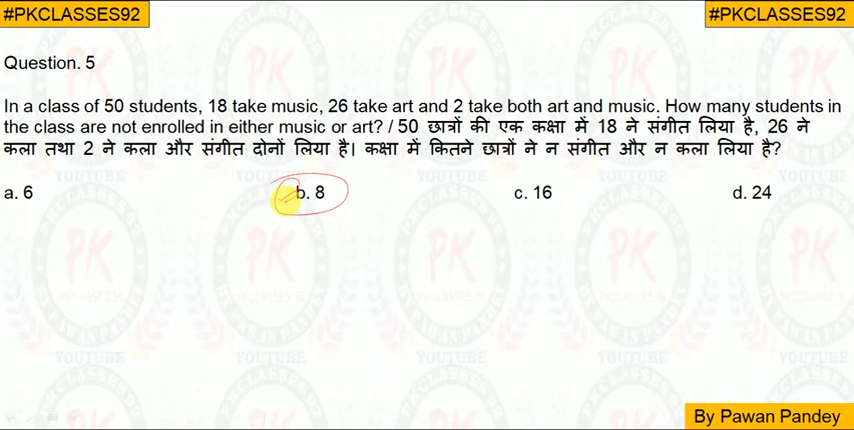 #PKCLASSES92
#PKCLASSES92
Question. 5
In a class of 50 students, 18 take music, 26 take art and 2 take both art and music. How many students in
the class are not enrolled in either music or art? / 50 छात्रों की एक कक्षा में 18 ने संगीत लिया है, 26 ने
कला तथा 2 ने कला और संगीत दोनों लिया है। कक्षा में कितने छात्रों ने न संगीत और न कला लिया है?
a. 6 b. 8 c. 16 d. 24
By Pawan Pandey